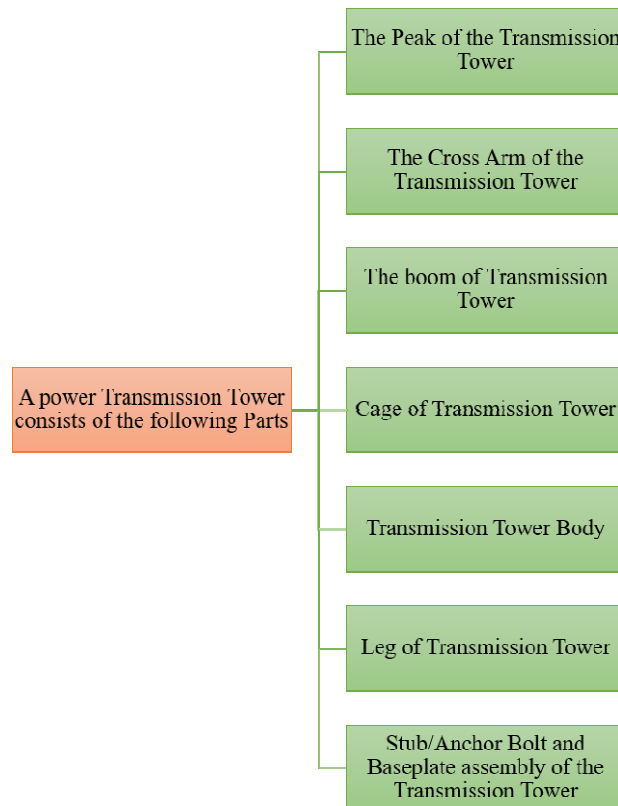 The Peak of the Transmission
Tower
The Cross Arm of the
Transmission Tower
The boom of Transmission
Tower
A power Transmission Tower
consists of the following Parts
Cage of Transmission Tower
Transmission Tower Body
Leg of Transmission Tower
Stub/Anchor Bolt and
Baseplate assembly of the
Transmission Tower